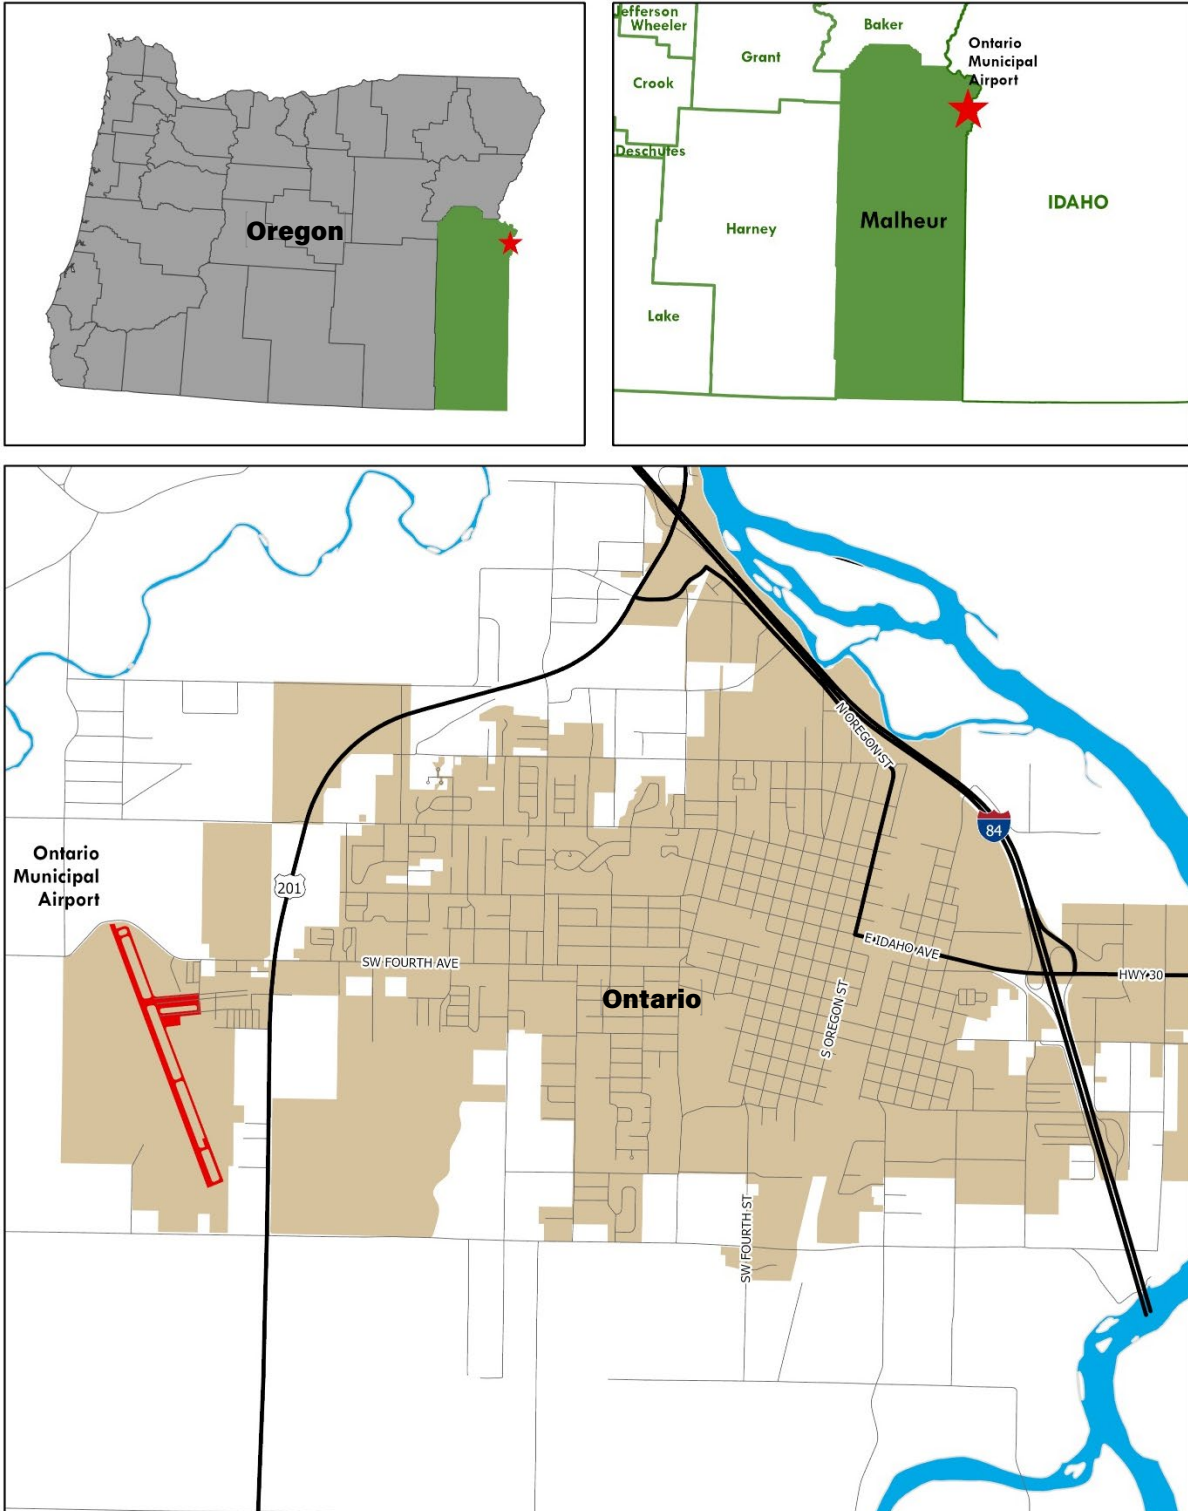 Oregon
Jefferson
Wheeler
Baker
Ontario
Municipal
Airport
Grant
Crook
Deschutes
IDAHO
Malheur
Harney
Lake
N OREGON ST
84
Ontario
Municipal
Airport
201
E IDAHO AVE
SW FOURTH AVE
HWY 30
Ontario
S OREGON ST
SW FOURTH ST